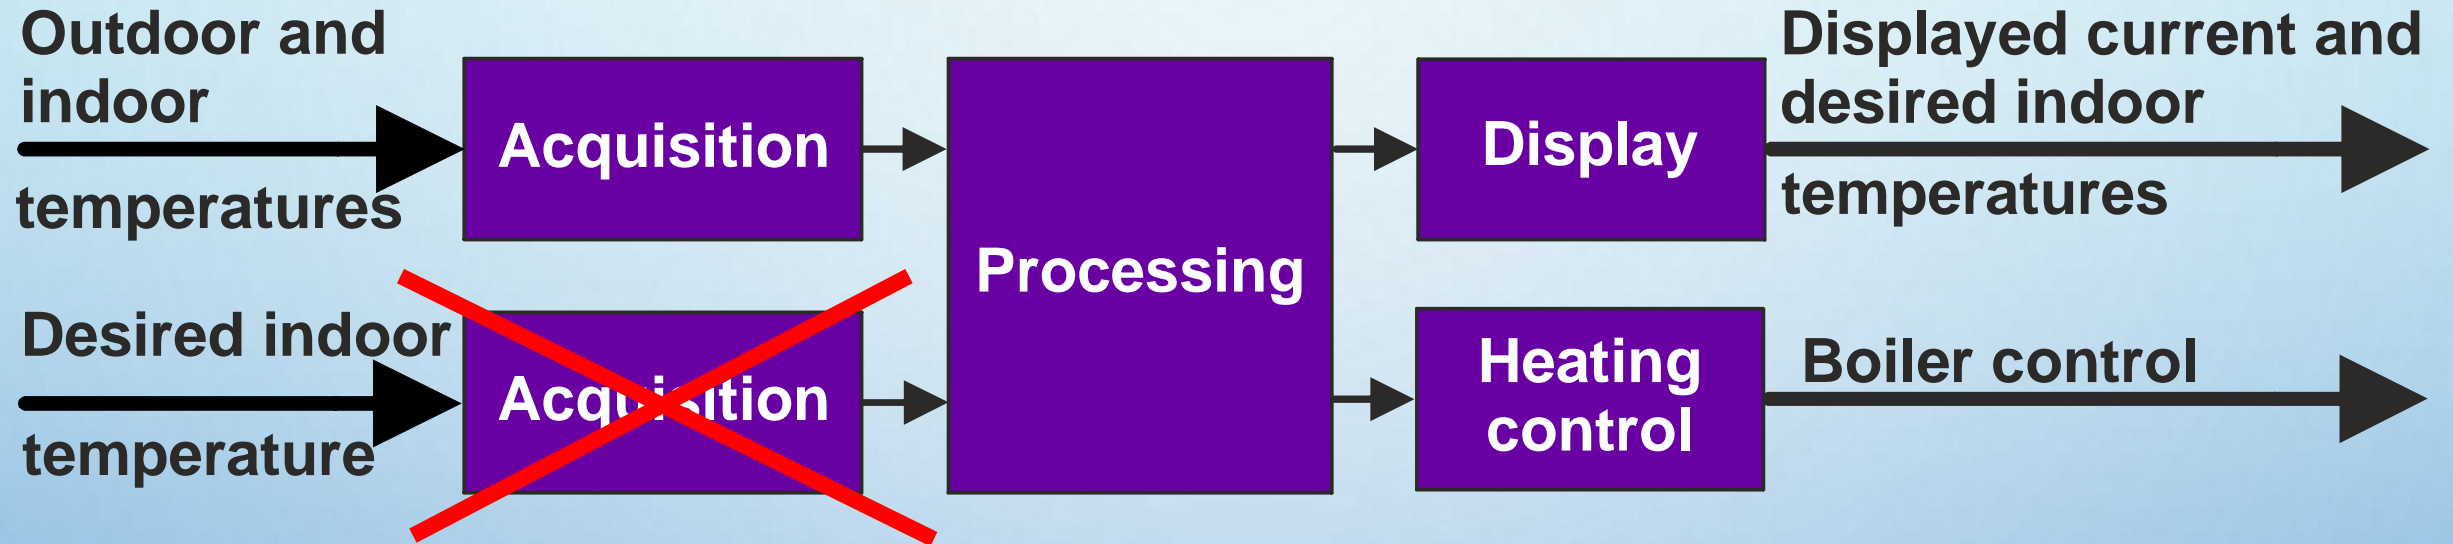 Outdoor and
indoor
temperatures
Acquisition
Processing
Display
Displayed current and
desired indoor
temperatures
Desired indoor
temperature
Acquisition
Heating
control
Boiler control